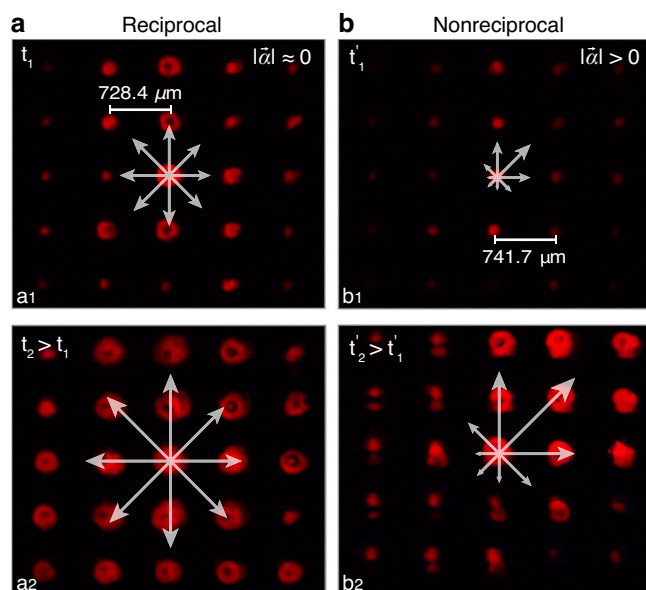 a Reciprocal
t₁ |α⃗| ≈ 0
728.4 μm
a1
t₂ > t₁
a2
b Nonreciprocal
t'₁ |α⃗| > 0
741.7 μm
b1
t'₂ > t'₁
b2